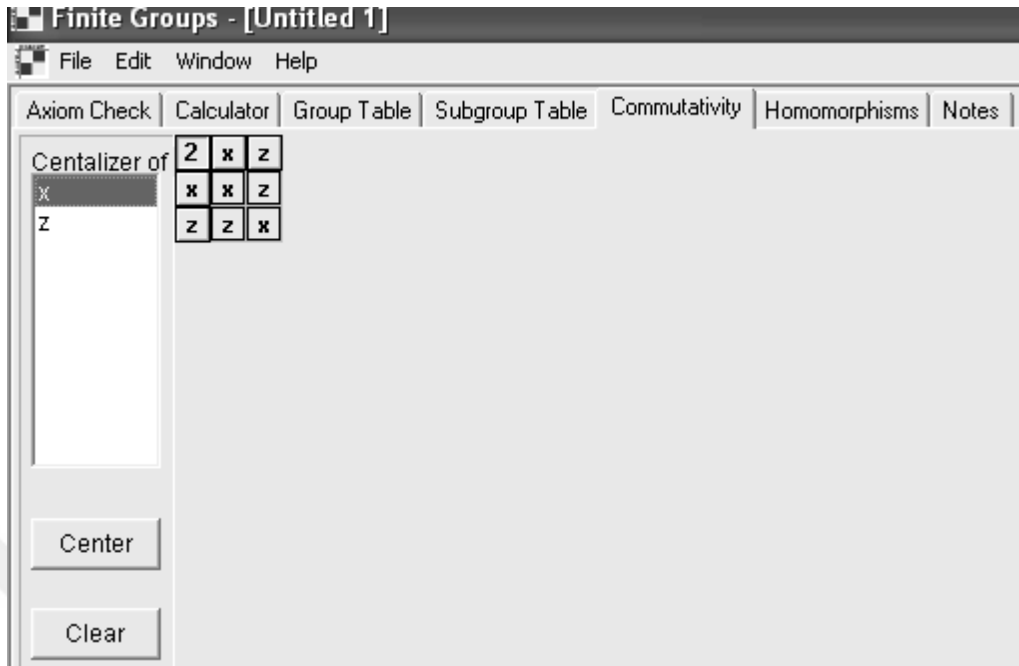 Finite Groups - [Untitled 1]
File Edit Window Help
Axiom Check Calculator Group Table Subgroup Table Commutativity Homomorphisms Notes
Centalizer of
x
z
2 x z
x x z
z z x
Center
Clear